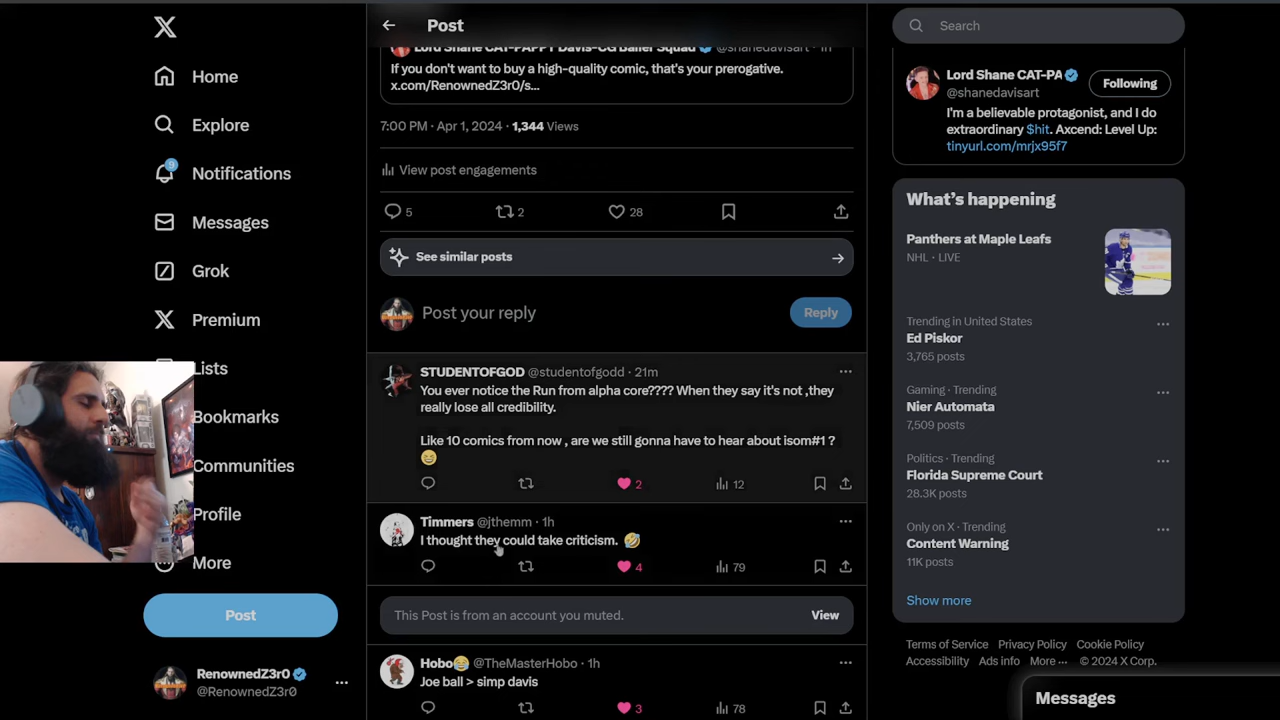 Home
Explore
9
Notifications
Messages
Grok
Premium
Lists
Bookmarks
Communities
Profile
More
Post
RenownedZ3r0
@RenownedZ3r0
Post
Lord Shane CAT-PAPPY Davis-CG Baller Squad @shanedavisart · 1h
If you don't want to buy a high-quality comic, that's your prerogative.
x.com/RenownedZ3r0/s...
7:00 PM · Apr 1, 2024 · 1,344 Views
View post engagements
5 2 28
See similar posts
Post your reply
Reply
STUDENTOFGOD @studentofgodd · 21m
You ever notice the Run from alpha core???? When they say it's not ,they
really lose all credibility.
Like 10 comics from now , are we still gonna have to hear about isom#1 ?
2 12
Timmers @jthemm · 1h
I thought they could take criticism.
4 79
This Post is from an account you muted.
View
Hobo @TheMasterHobo · 1h
Joe ball > simp davis
3 78
Search
Lord Shane CAT-PA
@shanedavisart
Following
I'm a believable protagonist, and I do
extraordinary $hit. Axcend: Level Up:
tinyurl.com/mrjx95f7
What's happening
Panthers at Maple Leafs
NHL · LIVE
Trending in United States
Ed Piskor
3,765 posts
Gaming · Trending
Nier Automata
7,509 posts
Politics · Trending
Florida Supreme Court
28.3K posts
Only on X · Trending
Content Warning
11K posts
Show more
Terms of Service Privacy Policy Cookie Policy
Accessibility Ads info More ··· © 2024 X Corp.
Messages